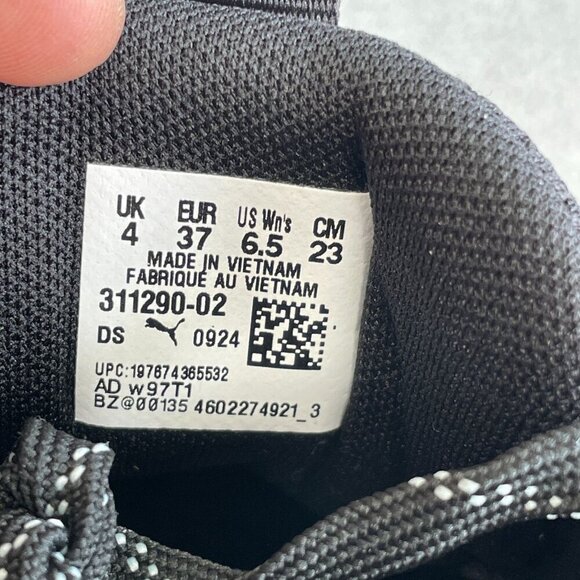 UK EUR US Wn's CM
4 37 6.5 23
MADE IN VIETNAM
FABRIQUÉ AU VIETNAM
311290-02
DS 0924
UPC:197674365532
AD w97T1
BZ@00135 4602274921_3